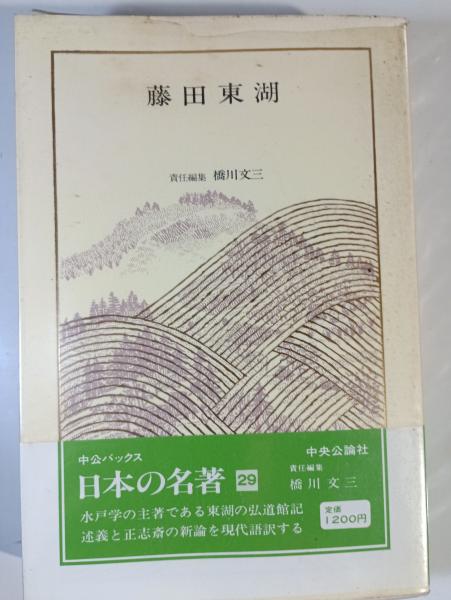 藤田東湖
責任編集 橋川文三
中公バックス
中央公論社
日本の名著 29
責任編集
橋川文三
水戸学の主著である東湖の弘道館記
述義と正志斎の新論を現代語訳する
定価
1200円